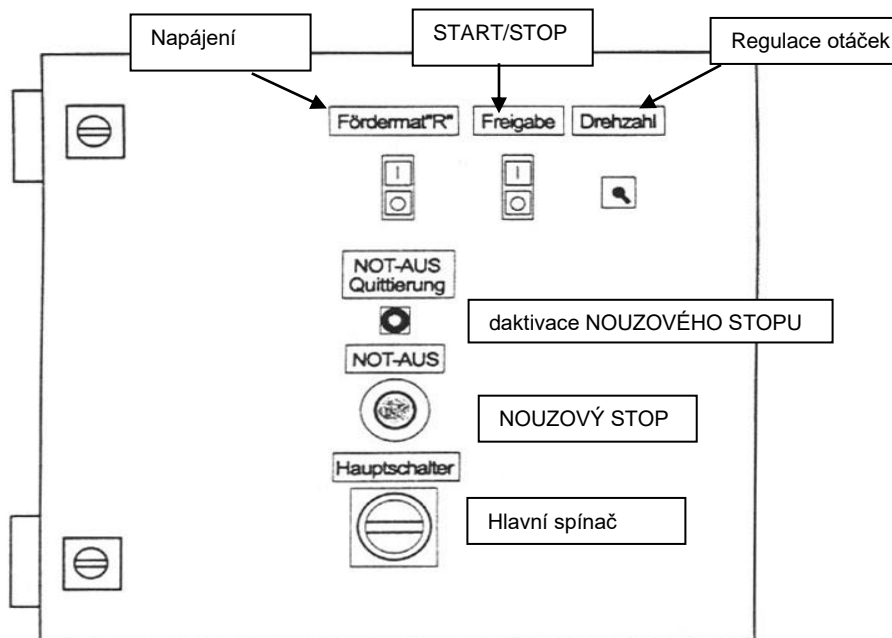 Napájení
START/STOP
Regulace otáček
Fördermat"R"
Freigabe
Drehzahl
I
I
O
O
NOT-AUS
Quittierung
daktivace NOUZOVÉHO STOPU
NOT-AUS
NOUZOVÝ STOP
Hauptschalter
Hlavní spínač